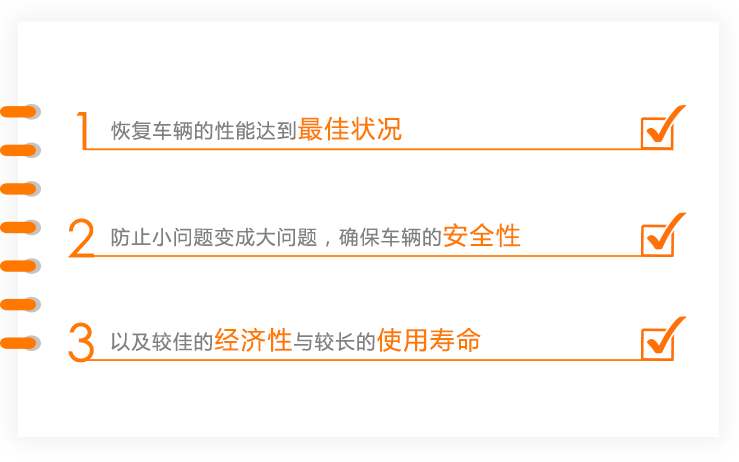 1 恢复车辆的性能达到最佳状况
2 防止小问题变成大问题，确保车辆的安全性
3 以及较佳的经济性与较长的使用寿命